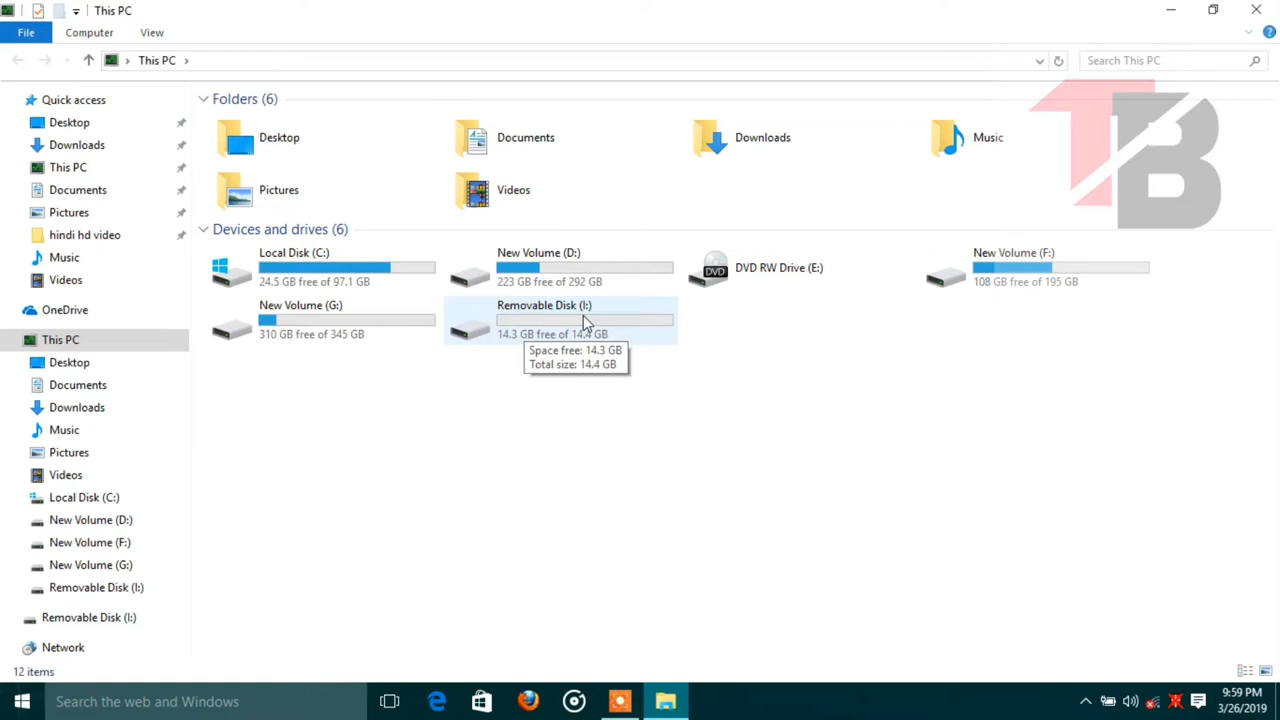 This PC
File
Computer
View
This PC
Search This PC
Quick access
Desktop
Downloads
This PC
Documents
Pictures
hindi hd video
Music
Videos
OneDrive
This PC
Desktop
Documents
Downloads
Music
Pictures
Videos
Local Disk (C:)
New Volume (D:)
New Volume (F:)
New Volume (G:)
Removable Disk (I:)
Removable Disk (I:)
Network
Folders (6)
Desktop
Documents
Downloads
Music
Pictures
Videos
Devices and drives (6)
Local Disk (C:)
24.5 GB free of 97.1 GB
New Volume (D:)
223 GB free of 292 GB
DVD
DVD RW Drive (E:)
New Volume (F:)
108 GB free of 195 GB
New Volume (G:)
310 GB free of 345 GB
Removable Disk (I:)
14.3 GB free of 14.4 GB
Space free: 14.3 GB
Total size: 14.4 GB
TB
12 items
Search the web and Windows
9:59 PM
3/26/2019